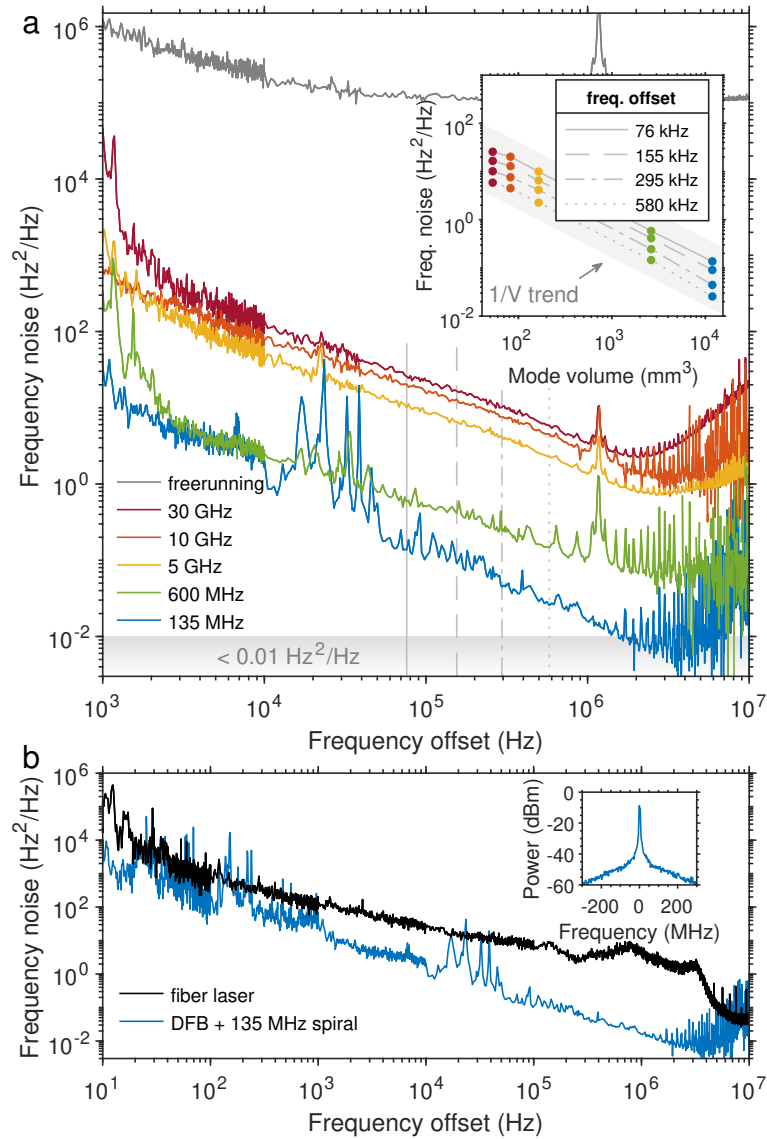 a
10^6
10^4
10^2
10^0
10^-2
Frequency noise (Hz^2/Hz)
freerunning
30 GHz
10 GHz
5 GHz
600 MHz
135 MHz
< 0.01 Hz^2/Hz
10^3 10^4 10^5 10^6 10^7
Frequency offset (Hz)
freq. offset
76 kHz
155 kHz
295 kHz
580 kHz
10^2
10^0
10^-2
Freq. noise (Hz^2/Hz)
1/V trend
10^2 10^3 10^4
Mode volume (mm^3)
b
10^6
10^4
10^2
10^0
10^-2
Frequency noise (Hz^2/Hz)
fiber laser
DFB + 135 MHz spiral
0
-20
-40
-60
Power (dBm)
-200 0 200
Frequency (MHz)
10^1 10^2 10^3 10^4 10^5 10^6 10^7
Frequency offset (Hz)